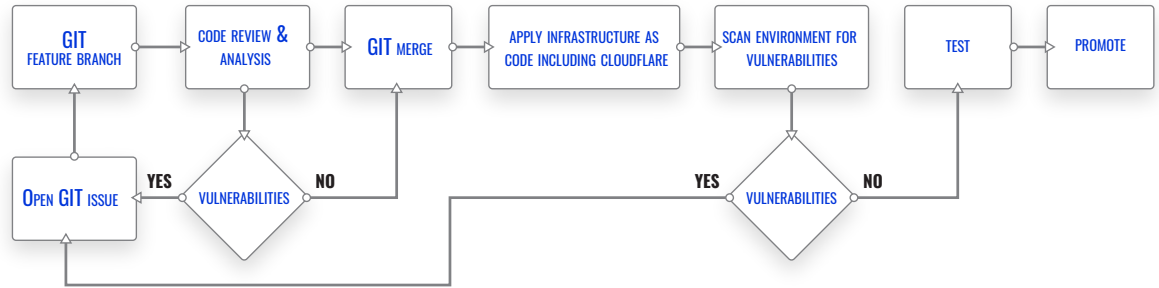 GIT
FEATURE BRANCH
CODE REVIEW &
ANALYSIS
GIT MERGE
APPLY INFRASTRUCTURE AS
CODE INCLUDING CLOUDFLARE
SCAN ENVIRONMENT FOR
VULNERABILITIES
TEST
PROMOTE
OPEN GIT ISSUE
YES
VULNERABILITIES
NO
YES
VULNERABILITIES
NO